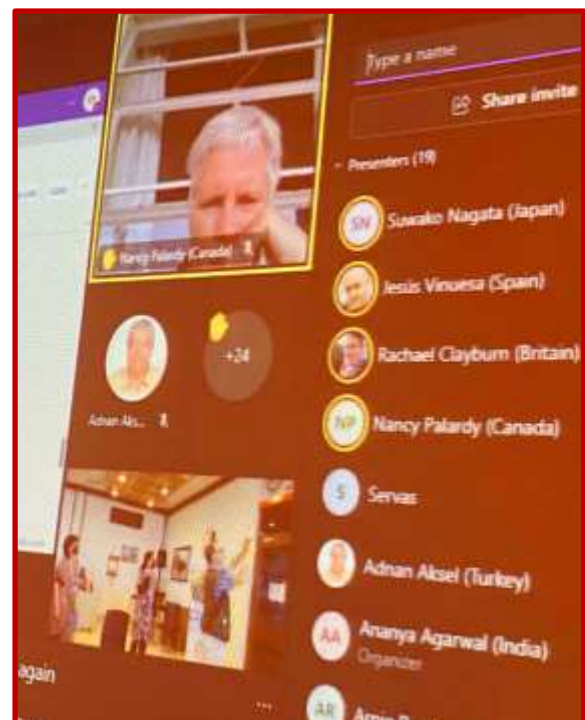 Type a name
Share invite
Presenters (19)
SN Suwako Nagata (Japan)
Jesús Vinuesa (Spain)
Rachael Clayburn (Britain)
NP Nancy Palardy (Canada)
S Servas
Adnan Aksel (Turkey)
AA Ananya Agarwal (India)
Organizer
AR
Nancy Palardy (Canada)
+24
Adnan Aks...
again
...